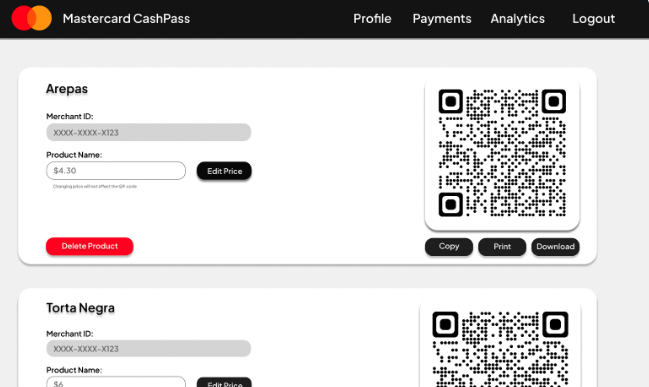 Mastercard CashPass
Profile Payments Analytics Logout
Arepas
Merchant ID:
XXXX-XXXX-X123
Product Name:
$4.30
Edit Price
Changing price will not affect the QR code
Delete Product
Copy Print Download
Torta Negra
Merchant ID:
XXXX-XXXX-X123
Product Name:
$6
Edit Price